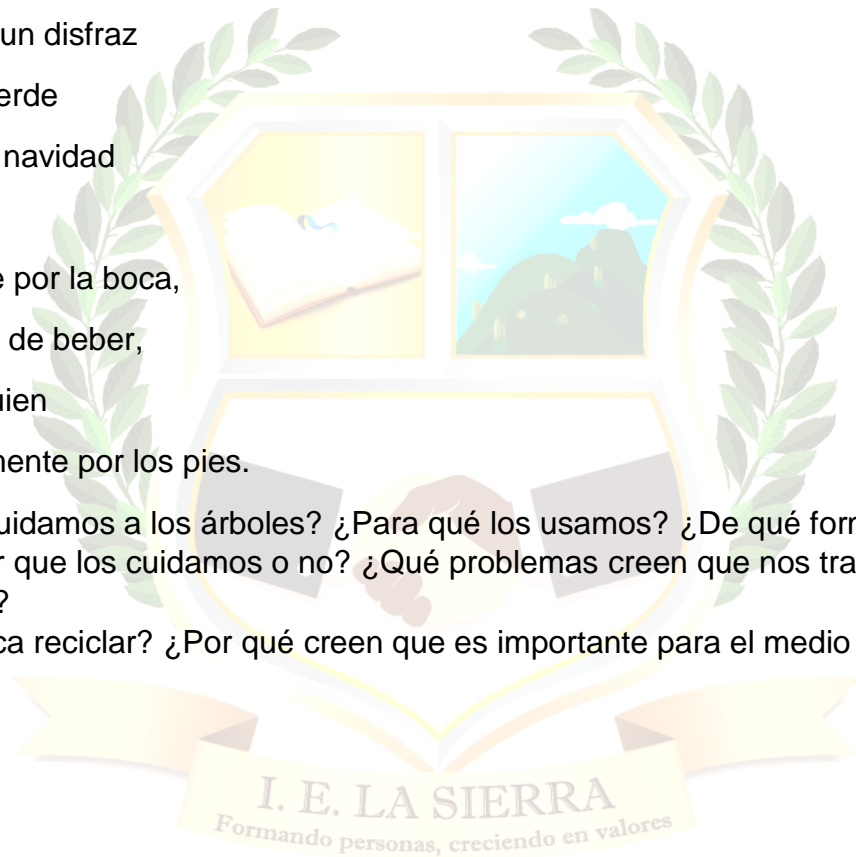 un disfraz
erde
navidad
e por la boca,
de beber,
uien
nente por los pies.
uidamos a los árboles? ¿Para qué los usamos? ¿De qué forr
r que los cuidamos o no? ¿Qué problemas creen que nos tra
?
ca reciclar? ¿Por qué creen que es importante para el medio
I. E. LA SIERRA
Formando personas, creciendo en valores